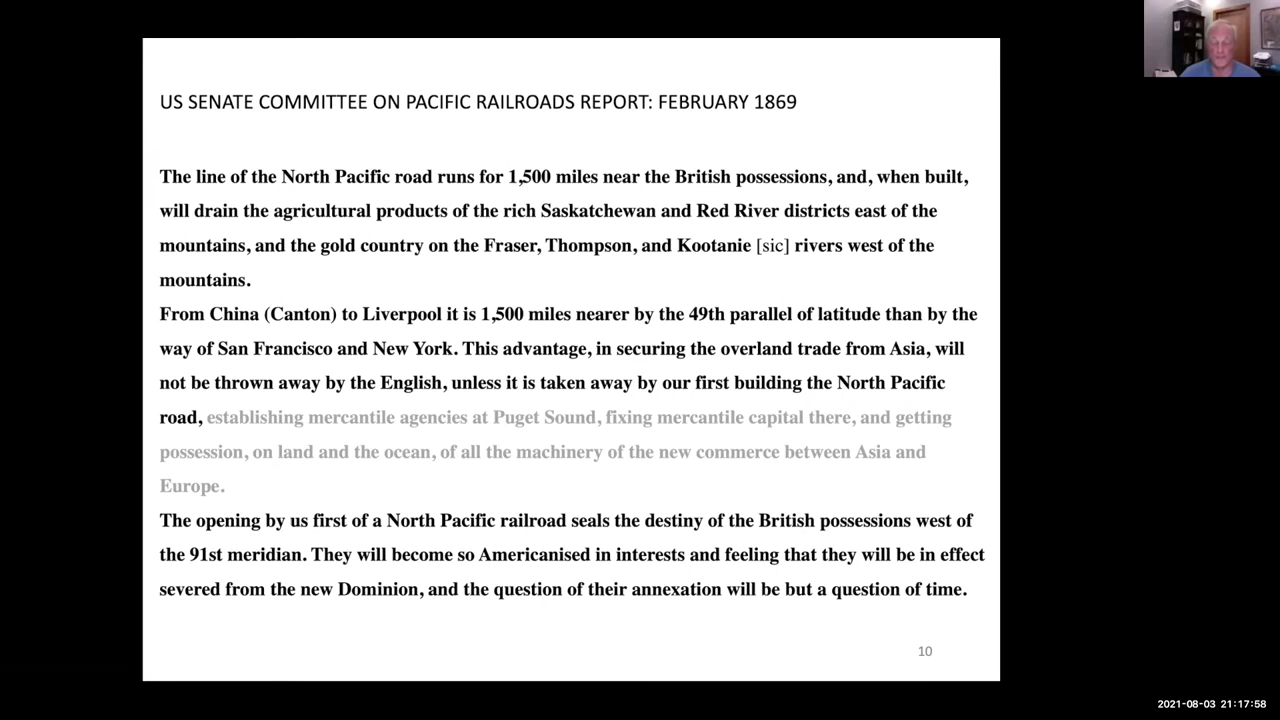 US SENATE COMMITTEE ON PACIFIC RAILROADS REPORT: FEBRUARY 1869
The line of the North Pacific road runs for 1,500 miles near the British possessions, and, when built,
will drain the agricultural products of the rich Saskatchewan and Red River districts east of the
mountains, and the gold country on the Fraser, Thompson, and Kootanie [sic] rivers west of the
mountains.
From China (Canton) to Liverpool it is 1,500 miles nearer by the 49th parallel of latitude than by the
way of San Francisco and New York. This advantage, in securing the overland trade from Asia, will
not be thrown away by the English, unless it is taken away by our first building the North Pacific
road, establishing mercantile agencies at Puget Sound, fixing mercantile capital there, and getting
possession, on land and the ocean, of all the machinery of the new commerce between Asia and
Europe.
The opening by us first of a North Pacific railroad seals the destiny of the British possessions west of
the 91st meridian. They will become so Americanised in interests and feeling that they will be in effect
severed from the new Dominion, and the question of their annexation will be but a question of time.
10
2021-08-03 21:17:58